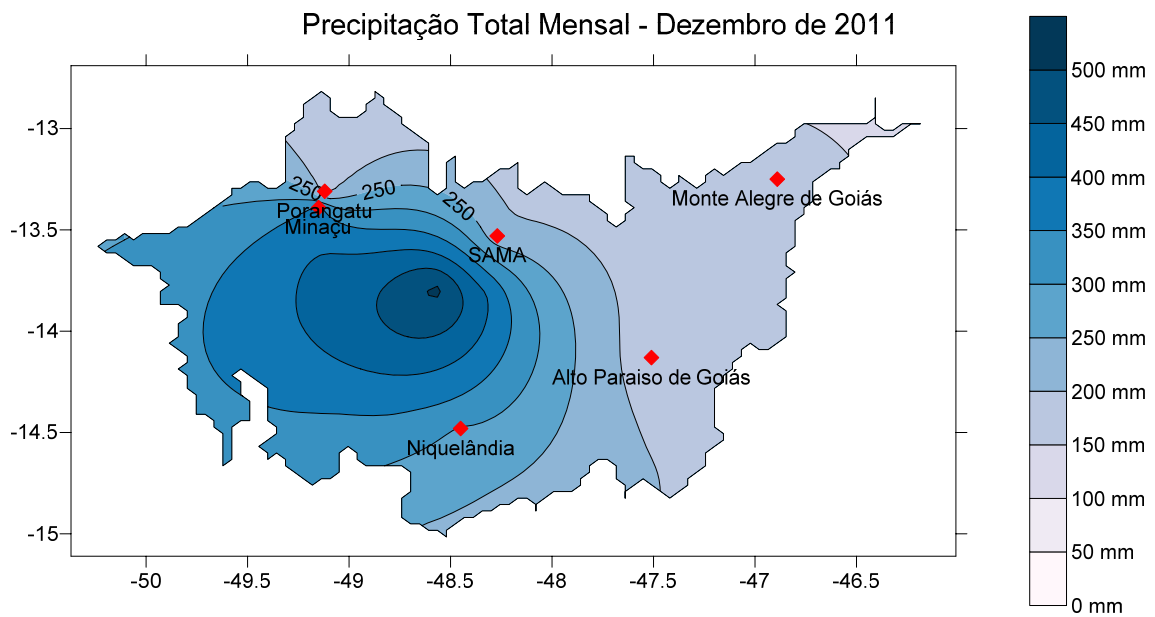 Precipitação Total Mensal - Dezembro de 2011
500 mm
450 mm
400 mm
350 mm
300 mm
250 mm
200 mm
150 mm
100 mm
50 mm
0 mm
-13
-13.5
-14
-14.5
-15
250
250
250
Porangatu
Minaçu
SAMA
Monte Alegre de Goiás
Alto Paraiso de Goiás
Niquelândia
-50
-49.5
-49
-48.5
-48
-47.5
-47
-46.5